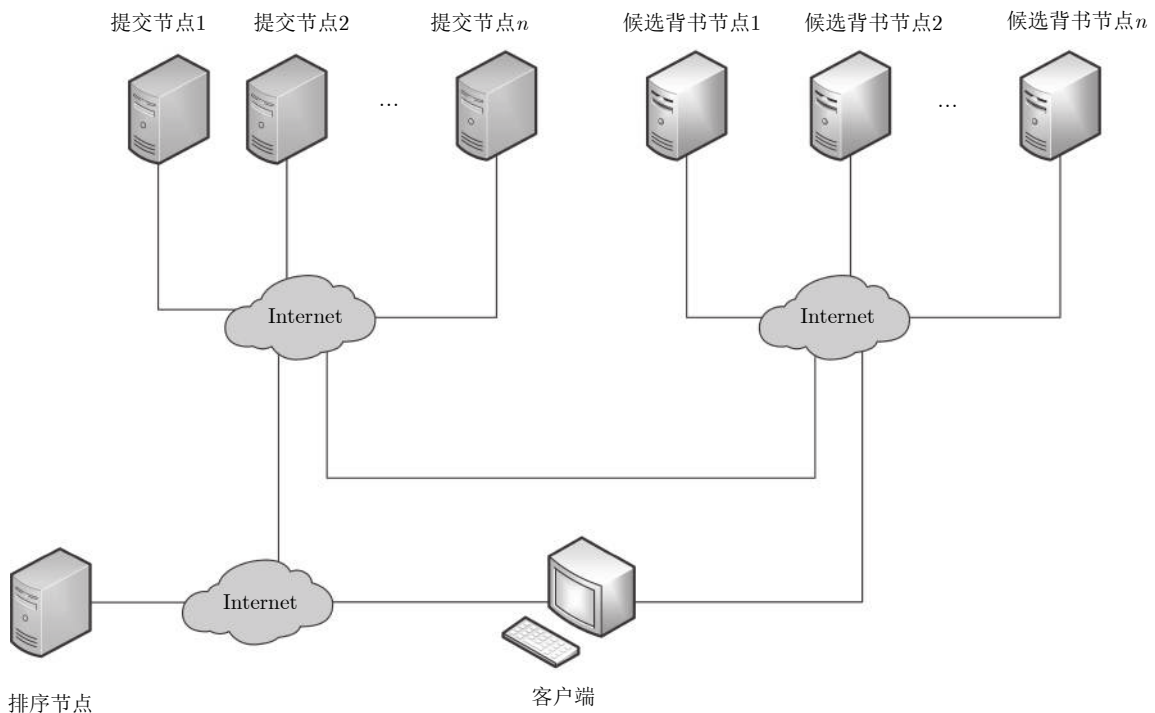 提交节点1
提交节点2
提交节点n
候选背书节点1
候选背书节点2
候选背书节点n
...
...
Internet
Internet
Internet
排序节点
客户端